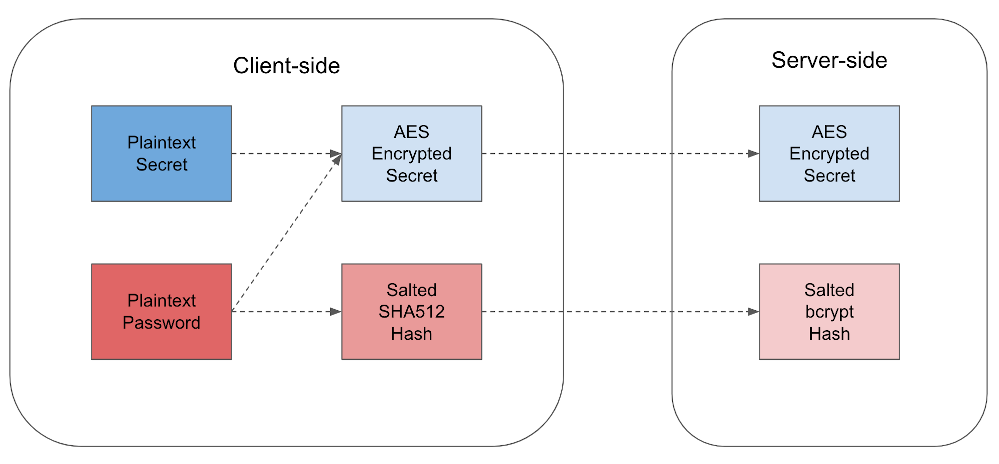 Client-side
Server-side
Plaintext
Secret
AES
Encrypted
Secret
AES
Encrypted
Secret
Plaintext
Password
Salted
SHA512
Hash
Salted
bcrypt
Hash